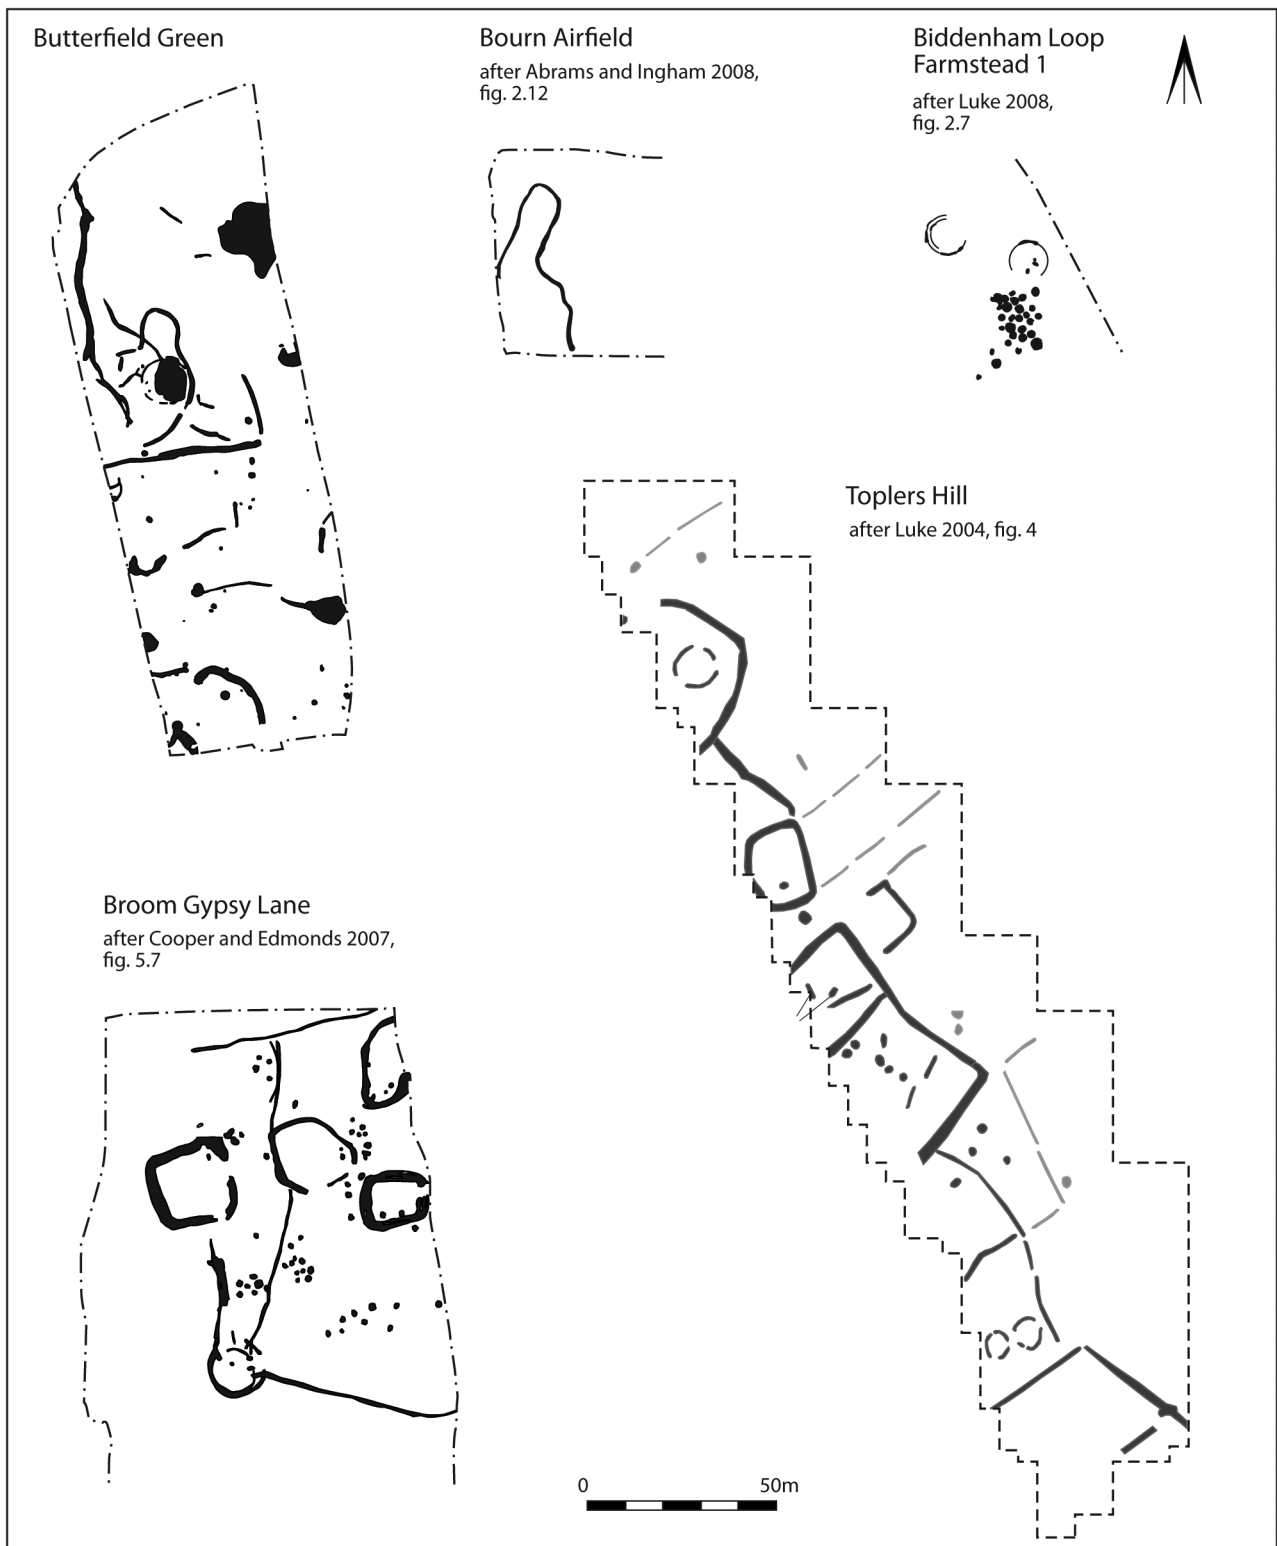 Butterfield Green
Bourn Airfield
after Abrams and Ingham 2008,
fig. 2.12
Biddenham Loop
Farmstead 1
after Luke 2008,
fig. 2.7
Toplers Hill
after Luke 2004, fig. 4
Broom Gypsy Lane
after Cooper and Edmonds 2007,
fig. 5.7
0 50m